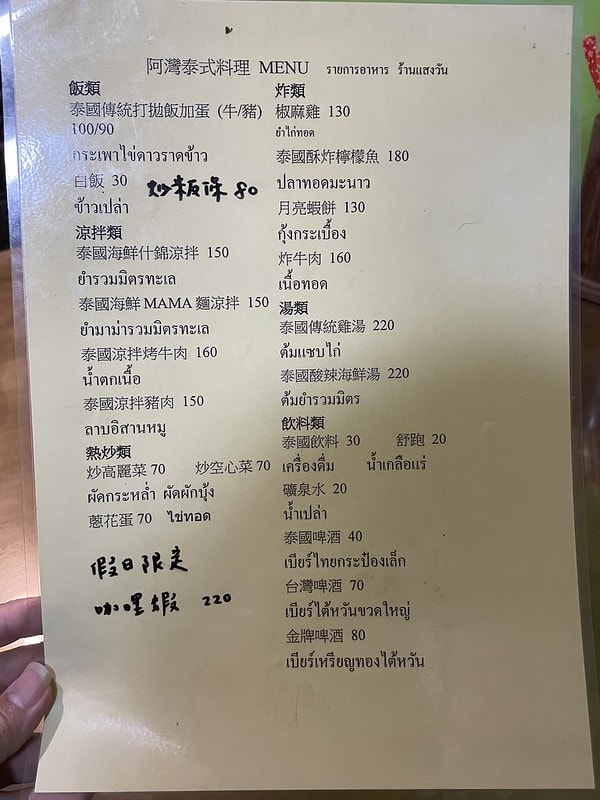 阿灣泰式料理 MENU รายการอาหาร ร้านแสงวัน
飯類
泰國傳統打拋飯加蛋 (牛/豬)
100/90
กระเพาไข่ดาวราดข้าว
白飯 30 炒粄條 80
ข้าวเปล่า
涼拌類
泰國海鮮什錦涼拌 150
ยำรวมมิตรทะเล
泰國海鮮 MAMA 麵涼拌 150
ยำมาม่ารวมมิตรทะเล
泰國涼拌烤牛肉 160
น้ำตกเนื้อ
泰國涼拌豬肉 150
ลาบอิสานหมู
熱炒類
炒高麗菜 70 炒空心菜 70
ผัดกระหล่ำ ผัดผักบุ้ง
蔥花蛋 70 ไข่ทอด
假日限定
咖哩蝦 220
炸類
椒麻雞 130
ยำไก่ทอด
泰國酥炸檸檬魚 180
ปลาทอดมะนาว
月亮蝦餅 130
กุ้งกระเบื้อง
炸牛肉 160
เนื้อทอด
湯類
泰國傳統雞湯 220
ต้มแซบไก่
泰國酸辣海鮮湯 220
ต้มยำรวมมิตร
飲料類
泰國飲料 30 舒跑 20
เครื่องดื่ม น้ำเกลือแร่
礦泉水 20
น้ำเปล่า
泰國啤酒 40
เบียร์ไทยกระป๋องเล็ก
台灣啤酒 70
เบียร์ไต้หวันขวดใหญ่
金牌啤酒 80
เบียร์เหรียญทองไต้หวัน